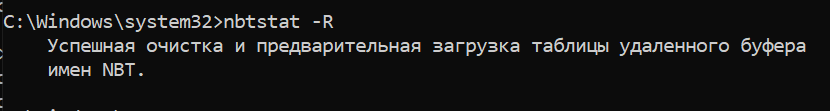 C:\Windows\system32>nbtstat -R
Успешная очистка и предварительная загрузка таблицы удаленного буфера
имен NBT.